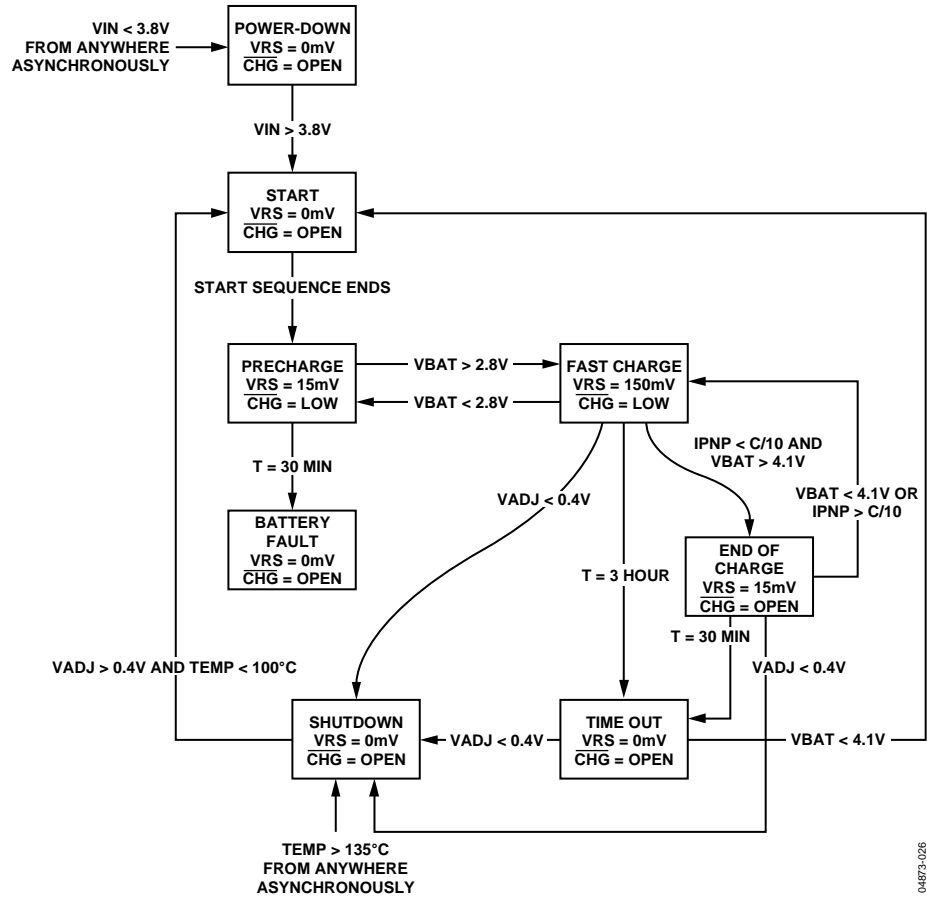 VIN < 3.8V
FROM ANYWHERE
ASYNCHRONOUSLY
POWER-DOWN
VRS = 0mV
CHG = OPEN
VIN > 3.8V
START
VRS = 0mV
CHG = OPEN
START SEQUENCE ENDS
PRECHARGE
VRS = 15mV
CHG = LOW
VBAT > 2.8V
VBAT < 2.8V
FAST CHARGE
VRS = 150mV
CHG = LOW
T = 30 MIN
BATTERY
FAULT
VRS = 0mV
CHG = OPEN
VADJ < 0.4V
T = 3 HOUR
IPNP < C/10 AND
VBAT > 4.1V
VBAT < 4.1V OR
IPNP > C/10
END OF
CHARGE
VRS = 15mV
CHG = OPEN
T = 30 MIN
VADJ < 0.4V
VADJ > 0.4V AND TEMP < 100°C
SHUTDOWN
VRS = 0mV
CHG = OPEN
VADJ < 0.4V
TIME OUT
VRS = 0mV
CHG = OPEN
VBAT < 4.1V
TEMP > 135°C
FROM ANYWHERE
ASYNCHRONOUSLY
04873-026